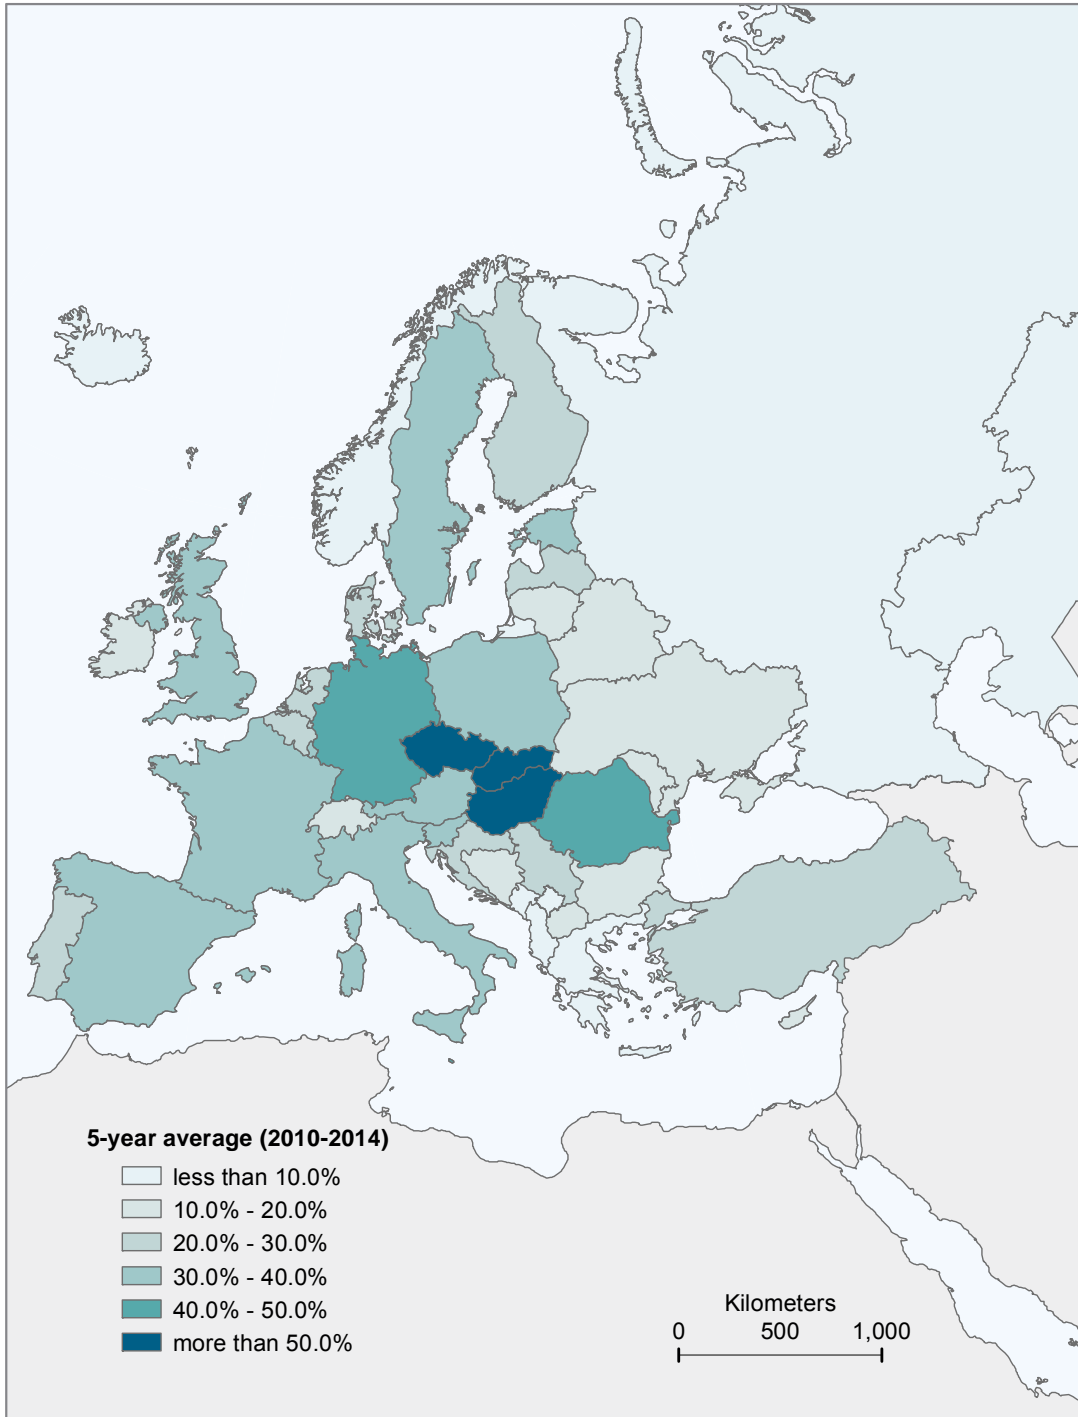 5-year average (2010-2014)
less than 10.0%
10.0% - 20.0%
20.0% - 30.0%
30.0% - 40.0%
40.0% - 50.0%
more than 50.0%
Kilometers
0 500 1,000